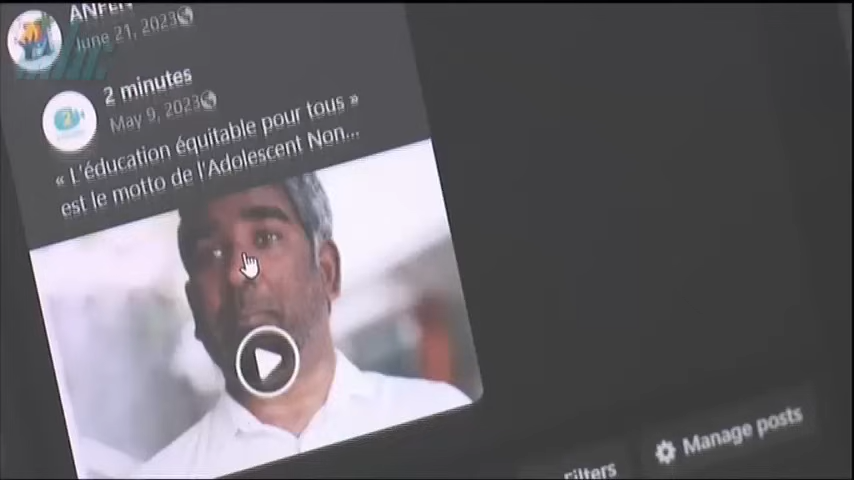 ANFEN
June 21, 2023
2 minutes
May 9, 2023
« L'éducation équitable pour tous »
est le motto de l'Adolescent Non...
Filters
Manage posts